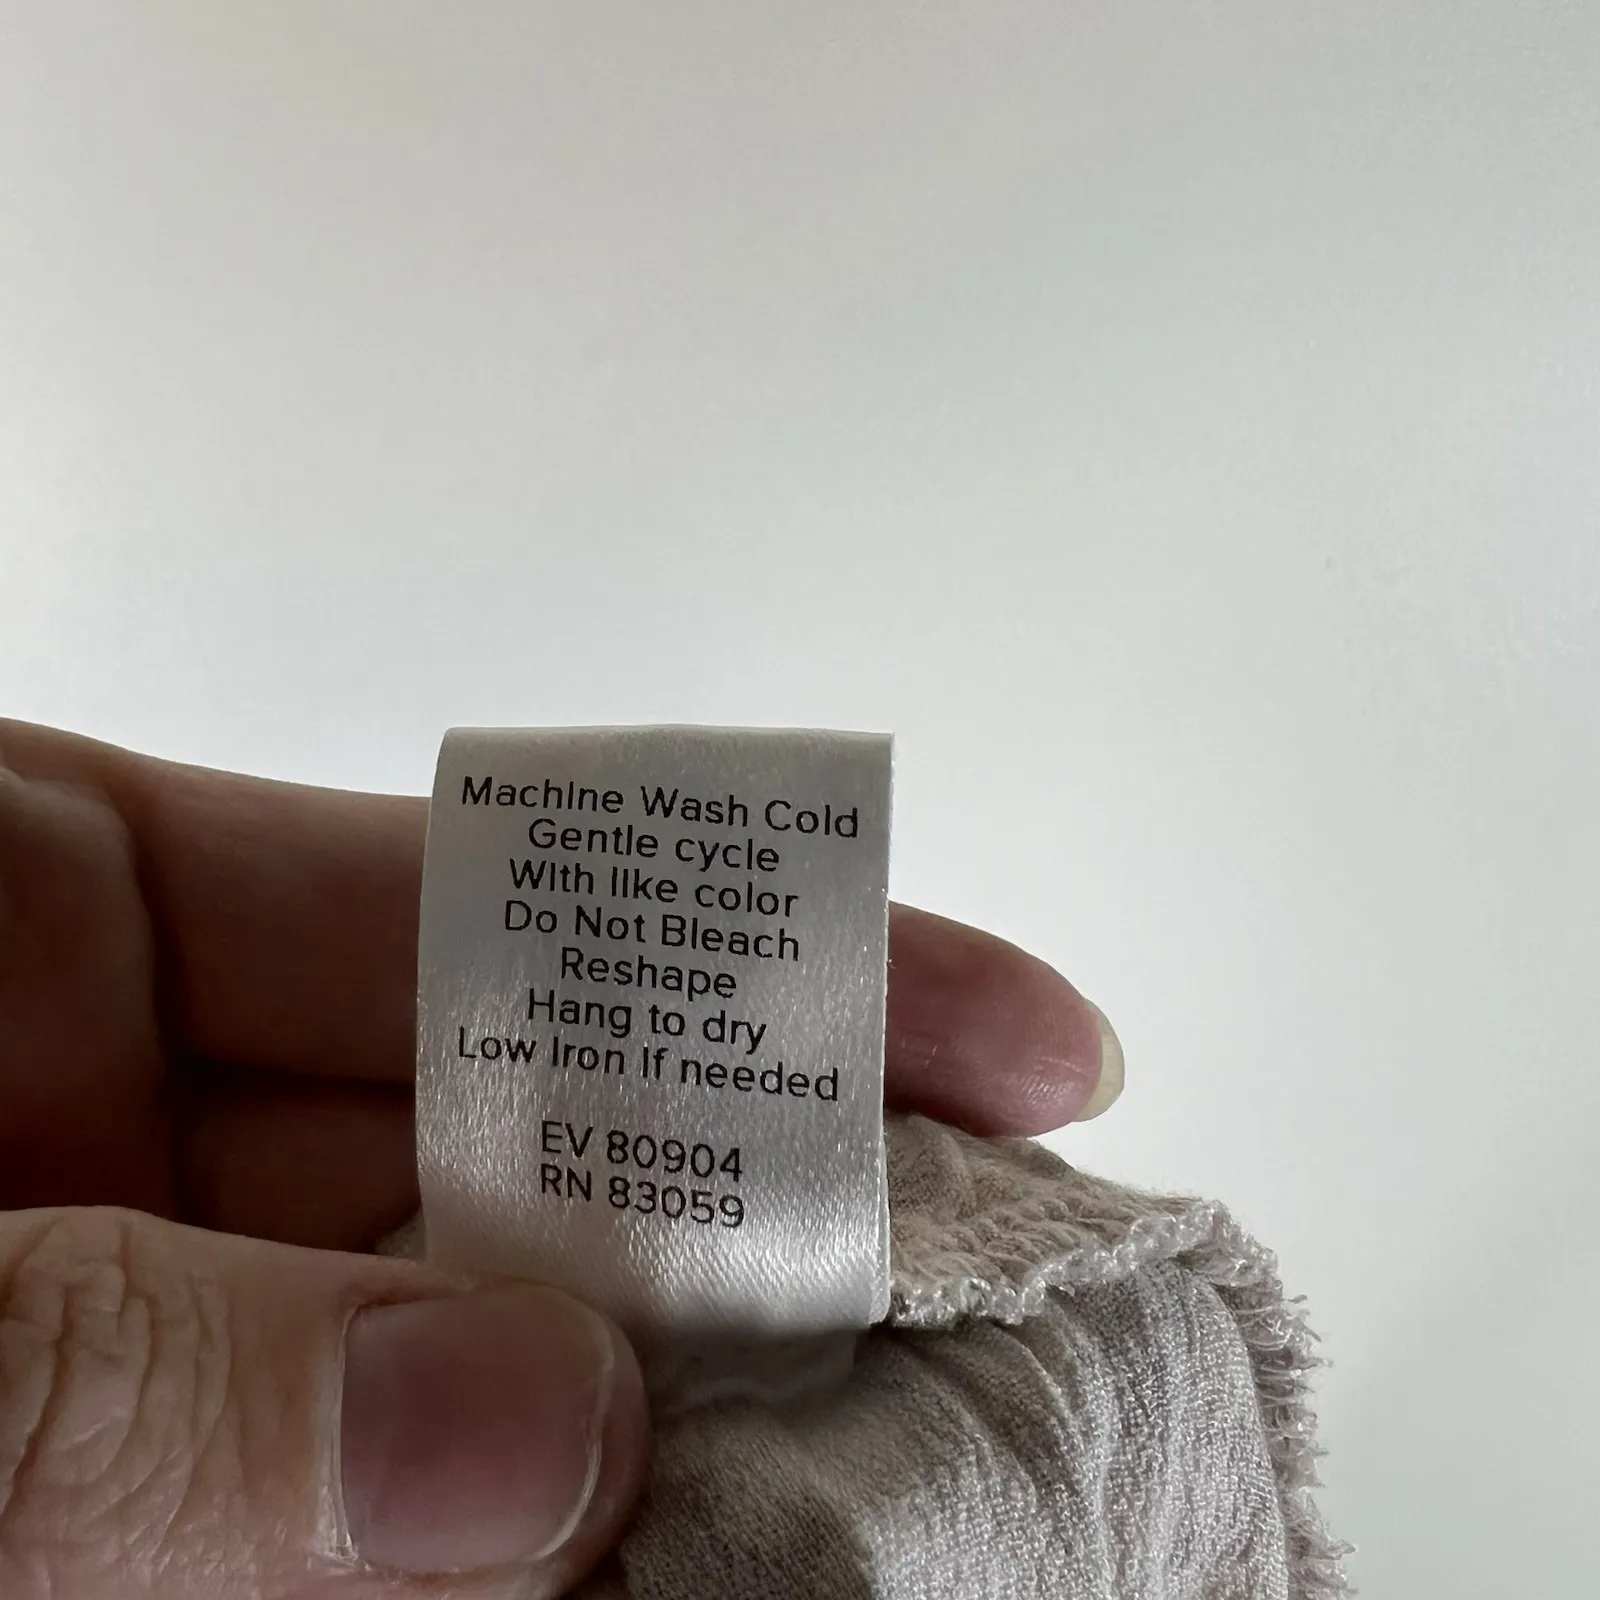 Machine Wash Cold
Gentle cycle
With like color
Do Not Bleach
Reshape
Hang to dry
Low Iron If needed
EV 80904
RN 83059